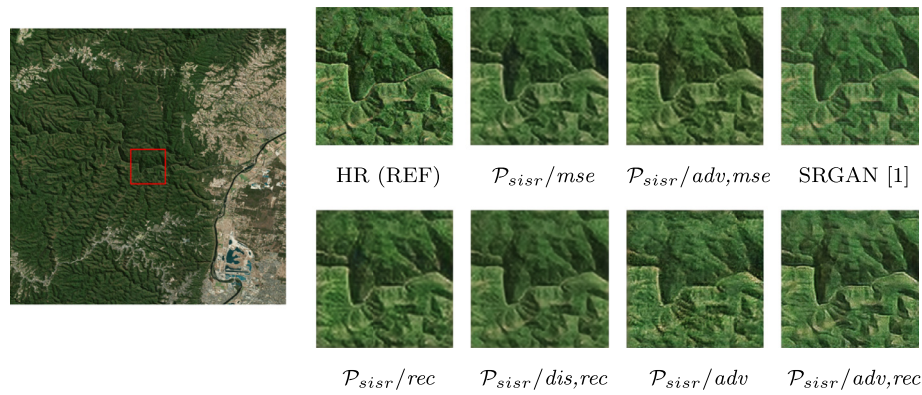 HR (REF) 𝒫sisr/mse 𝒫sisr/adv,mse SRGAN [1]
𝒫sisr/rec 𝒫sisr/dis,rec 𝒫sisr/adv 𝒫sisr/adv,rec